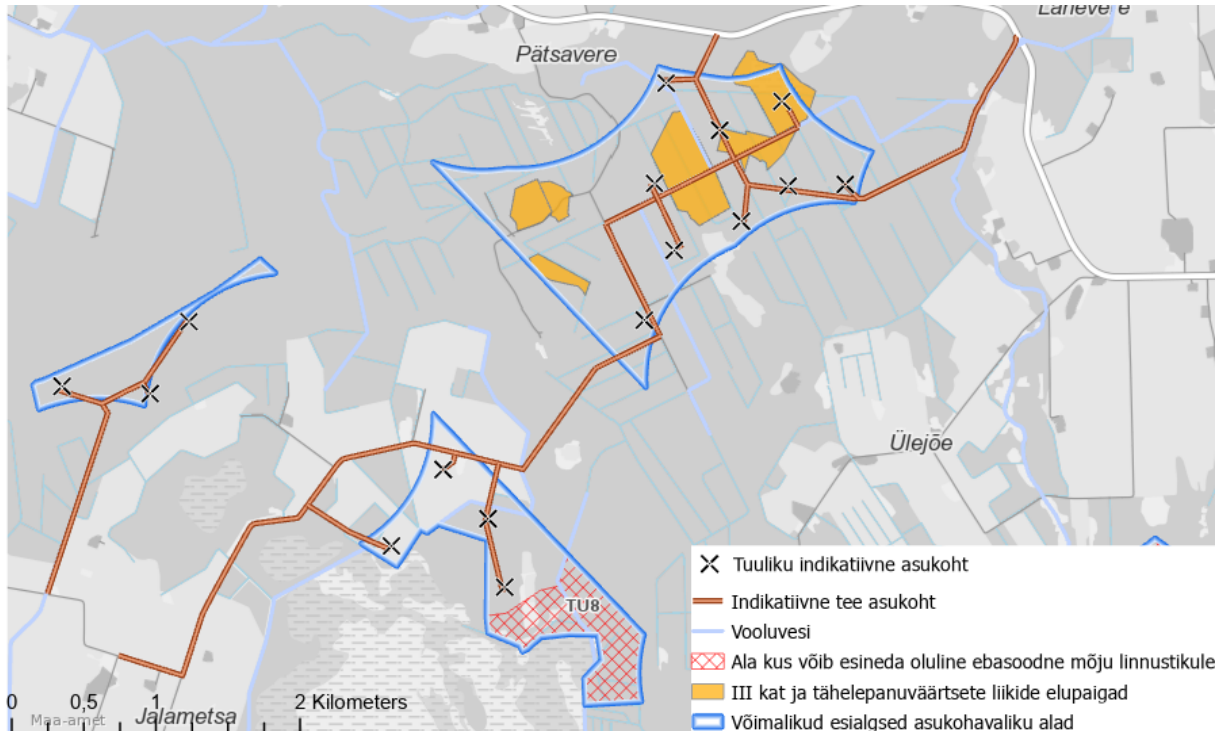 Lähevere
Pätsavere
Ülejõe
TU8
Jalametsa
Maa-amet
0 0,5 1 2 Kilometers
Tuuliku indikatiivne asukoht
Indikatiivne tee asukoht
Vooluvesi
Ala kus võib esineda oluline ebasoodne mõju linnustikule
III kat ja tähelepanuväärtsete liikide elupaigad
Võimalikud esialgsed asukohavaliku alad